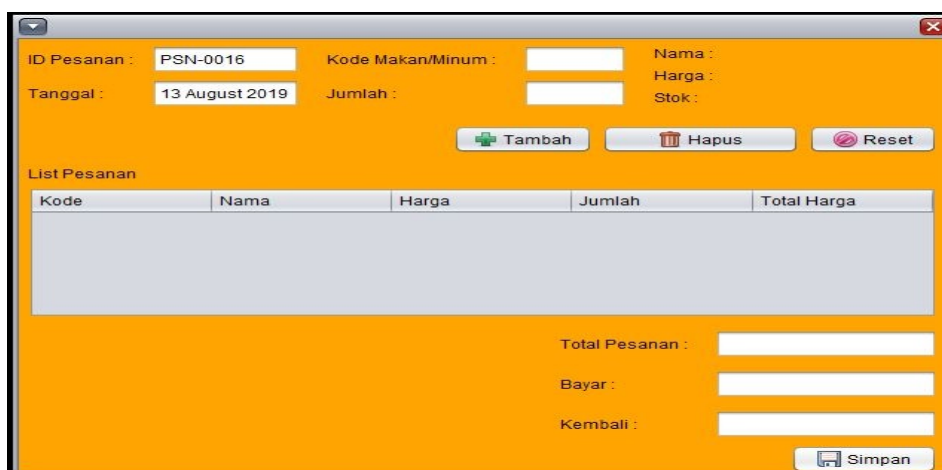 ID Pesanan : PSN-0016 Kode Makan/Minum : Nama :
Harga :
Tanggal : 13 August 2019 Jumlah : Stok :
Tambah Hapus Reset
List Pesanan
Kode Nama Harga Jumlah Total Harga
Total Pesanan :
Bayar :
Kembali :
Simpan